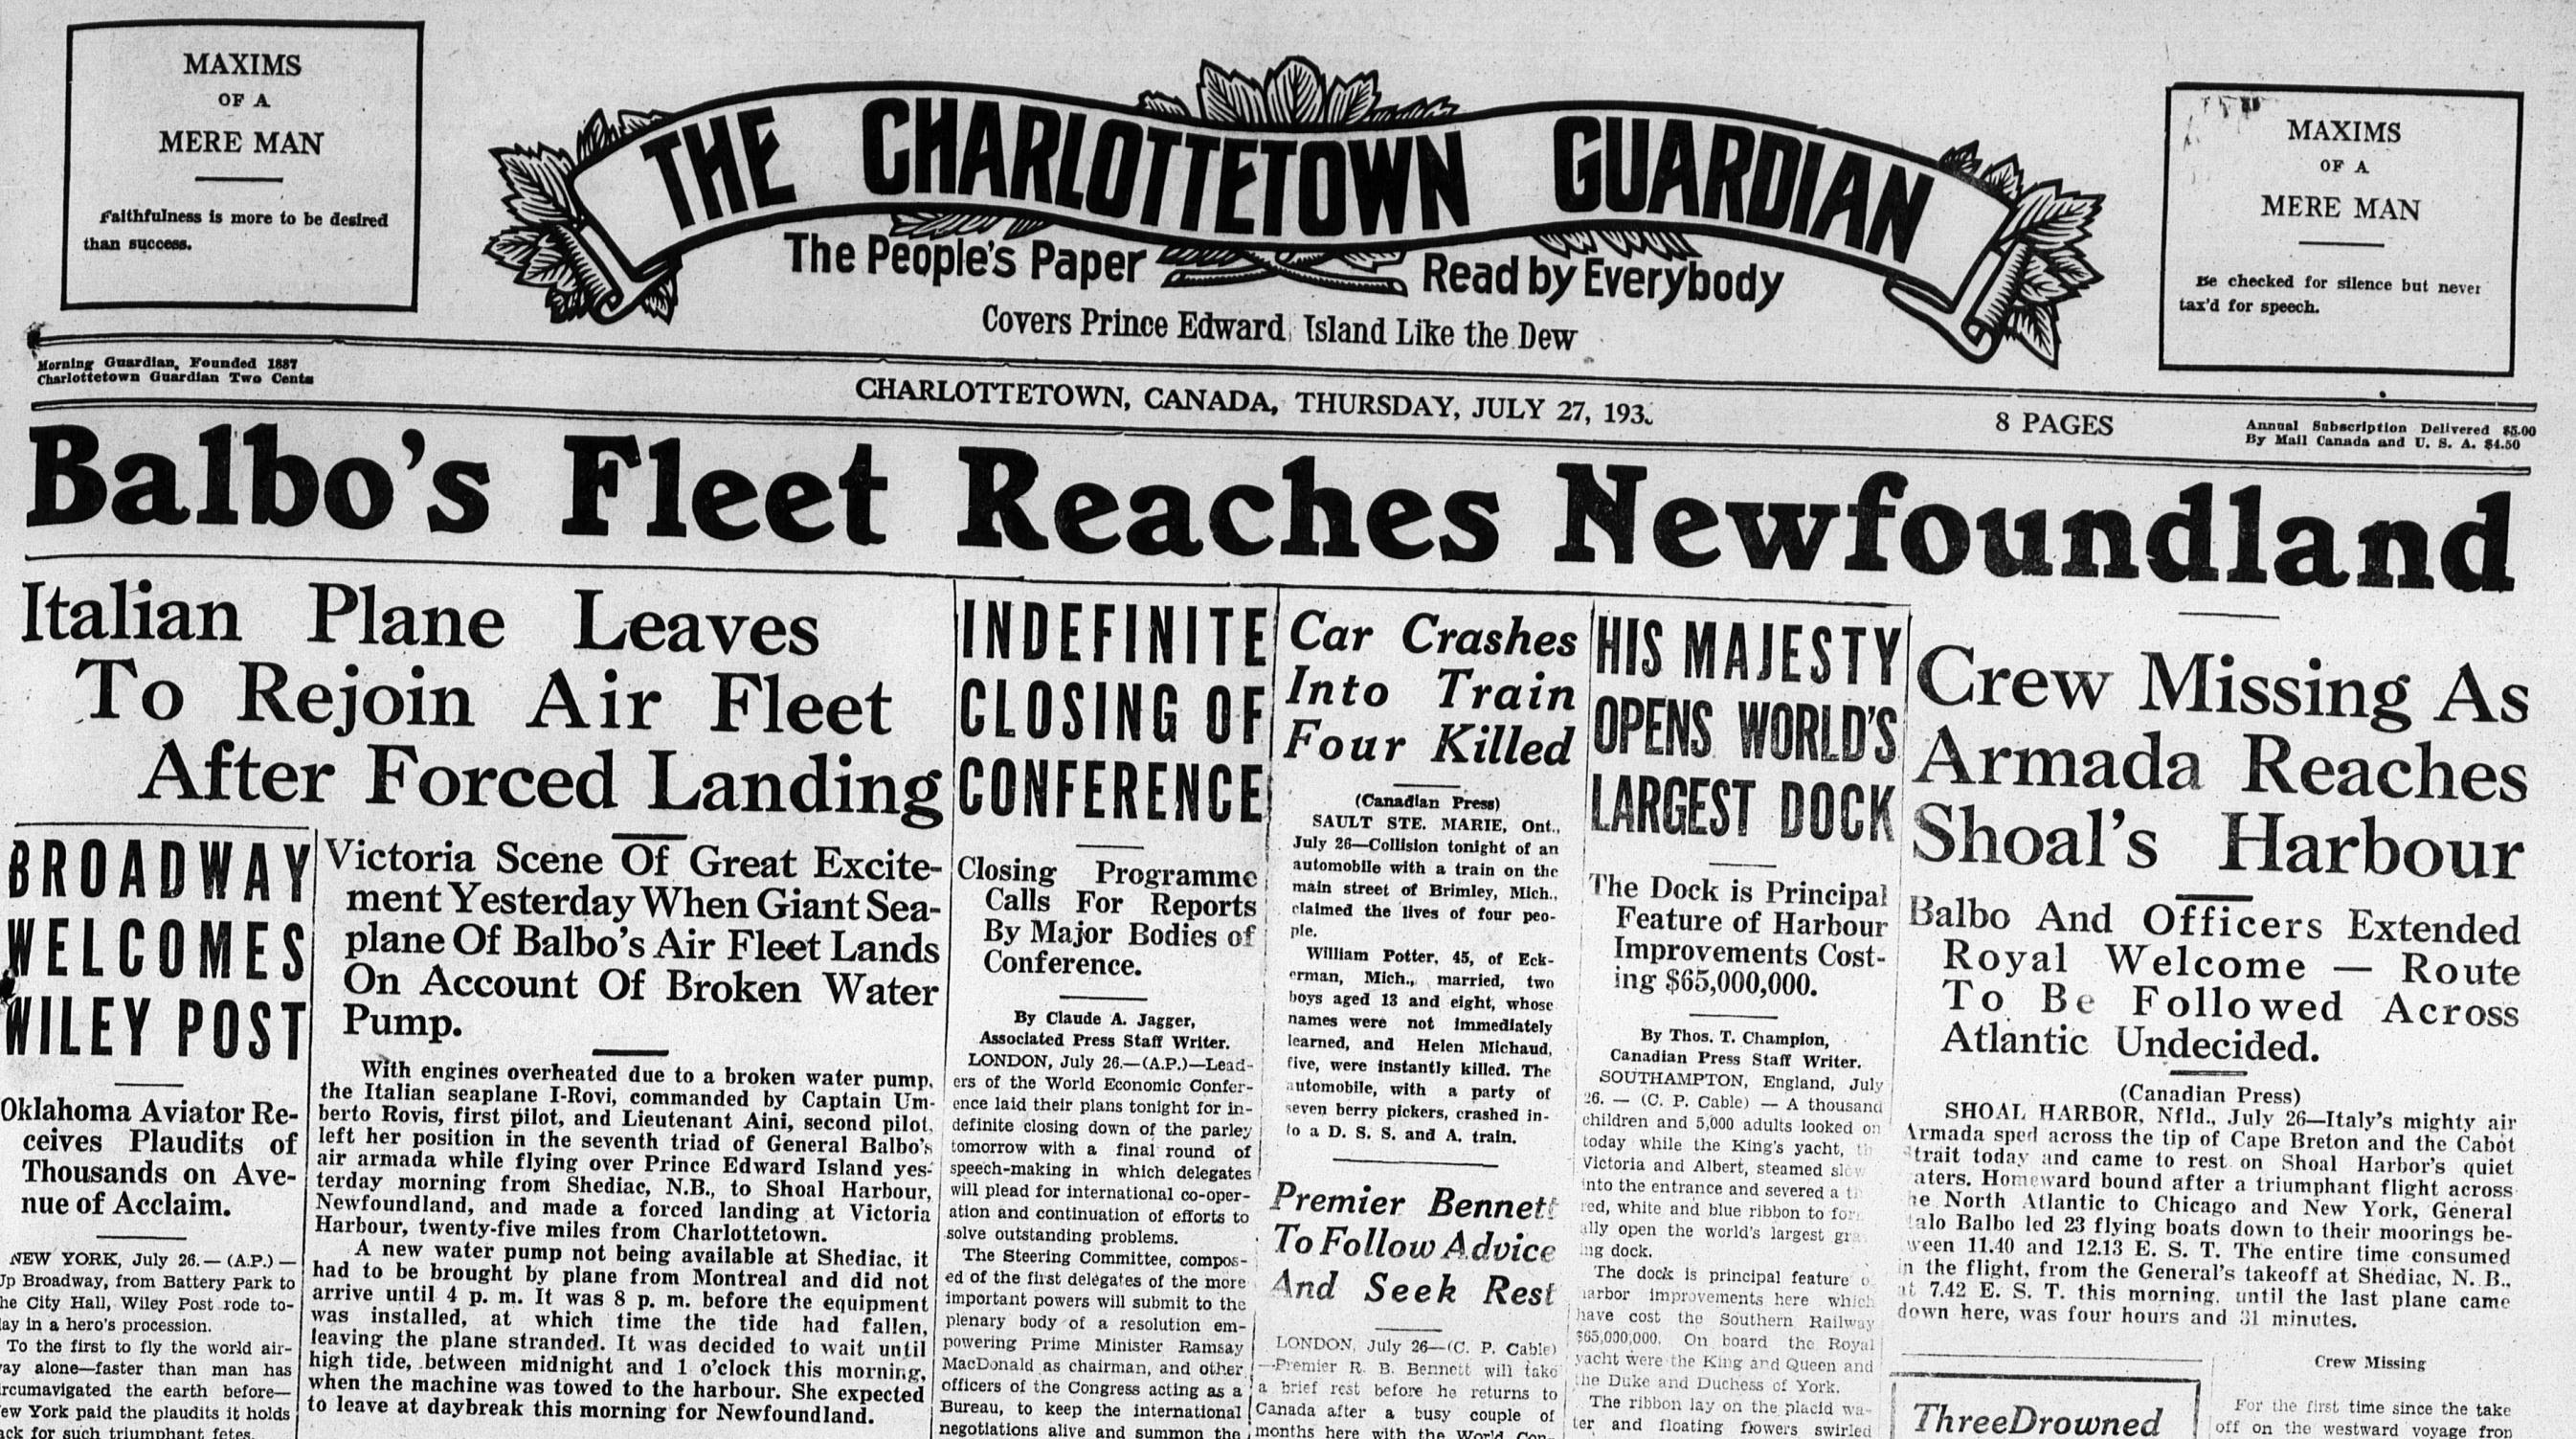 MAXIMS
OF A
MERE MAN
Faithfulness is more to be desired
than success.
THE CHARLOTTETOWN GUARDIAN
The People's Paper Read by Everybody
Covers Prince Edward Island Like the Dew
MAXIMS
OF A
MERE MAN
Be checked for silence but never
tax'd for speech.
Morning Guardian, Founded 1887
Charlottetown Guardian Two Cents
CHARLOTTETOWN, CANADA, THURSDAY, JULY 27, 193
8 PAGES
Annual Subscription Delivered $5.00
By Mail Canada and U. S. A. $4.50
Balbo's Fleet Reaches Newfoundland
Italian Plane Leaves
To Rejoin Air Fleet
After Forced Landing
BROADWAY
WELCOMES
WILEY POST
Oklahoma Aviator Re-
ceives Plaudits of
Thousands on Ave-
nue of Acclaim.
NEW YORK, July 26.—(A.P.)—
Up Broadway, from Battery Park to
he City Hall, Wiley Post rode to-
ay in a hero's procession.
To the first to fly the world air-
ay alone—faster than man has
rcumavigated the earth before—
ew York paid the plaudits it holds
ack for such triumphant fetes.
Victoria Scene Of Great Excite-
ment Yesterday When Giant Sea-
plane Of Balbo's Air Fleet Lands
On Account Of Broken Water
Pump.
With engines overheated due to a broken water pump,
the Italian seaplane I-Rovi, commanded by Captain Um-
berto Rovis, first pilot, and Lieutenant Aini, second pilot,
left her position in the seventh triad of General Balbo's
air armada while flying over Prince Edward Island yes-
terday morning from Shediac, N.B., to Shoal Harbour,
Newfoundland, and made a forced landing at Victoria
Harbour, twenty-five miles from Charlottetown.
A new water pump not being available at Shediac, it
had to be brought by plane from Montreal and did not
arrive until 4 p. m. It was 8 p. m. before the equipment
was installed, at which time the tide had fallen,
leaving the plane stranded. It was decided to wait until
high tide, between midnight and 1 o'clock this morning,
when the machine was towed to the harbour. She expected
to leave at daybreak this morning for Newfoundland.
INDEFINITE
CLOSING OF
CONFERENCE
Closing Programme
Calls For Reports
By Major Bodies of
Conference.
By Claude A. Jagger,
Associated Press Staff Writer.
LONDON, July 26.—(A.P.)—Lead-
ers of the World Economic Confer-
ence laid their plans tonight for in-
definite closing down of the parley
tomorrow with a final round of
speech-making in which delegates
will plead for international co-oper-
ation and continuation of efforts to
solve outstanding problems.
The Steering Committee, compos-
ed of the first delegates of the more
important powers will submit to the
plenary body of a resolution em-
powering Prime Minister Ramsay
MacDonald as chairman, and other
officers of the Congress acting as a
Bureau, to keep the international
negotiations alive and summon the
Car Crashes
Into Train
Four Killed
(Canadian Press)
SAULT STE. MARIE, Ont.,
July 26—Collision tonight of an
automobile with a train on the
main street of Brimley, Mich.,
claimed the lives of four peo-
ple.
William Potter, 45, of Eck-
erman, Mich., married, two
boys aged 13 and eight, whose
names were not immediately
learned, and Helen Michaud,
five, were instantly killed. The
automobile, with a party of
seven berry pickers, crashed in-
to a D. S. S. and A. train.
Premier Bennett
To Follow Advice
And Seek Rest
LONDON, July 26—(C. P. Cable)
—Premier R. B. Bennett will take
a brief rest before he returns to
Canada after a busy couple of
months here with the World Con-
HIS MAJESTY
OPENS WORLD'S
LARGEST DOCK
The Dock is Principal
Feature of Harbour
Improvements Cost-
ing $65,000,000.
By Thos. T. Champion,
Canadian Press Staff Writer.
SOUTHAMPTON, England, July
26. — (C. P. Cable) — A thousand
children and 5,000 adults looked on
today while the King's yacht, th
Victoria and Albert, steamed slow
into the entrance and severed a
red, white and blue ribbon to
ally open the world's largest
ing dock.
The dock is principal feature o
harbor improvements here which
have cost the Southern Railway
$65,000,000. On board the Royal
yacht were the King and Queen and
the Duke and Duchess of York.
The ribbon lay on the placid wa-
ter and floating flowers swirled
Crew Missing As
Armada Reaches
Shoal's Harbour
Balbo And Officers Extended
Royal Welcome — Route
To Be Followed Across
Atlantic Undecided.
(Canadian Press)
SHOAL HARBOR, Nfld., July 26—Italy's mighty air
Armada sped across the tip of Cape Breton and the Cabot
trait today and came to rest on Shoal Harbor's quiet
aters. Homeward bound after a triumphant flight across
he North Atlantic to Chicago and New York, General
talo Balbo led 23 flying boats down to their moorings be-
ween 11.40 and 12.13 E. S. T. The entire time consumed
in the flight, from the General's takeoff at Shediac, N. B.,
at 7.42 E. S. T. this morning, until the last plane came
down here, was four hours and 31 minutes.
Three Drowned
Crew Missing
For the first time since the take
off on the westward voyage from